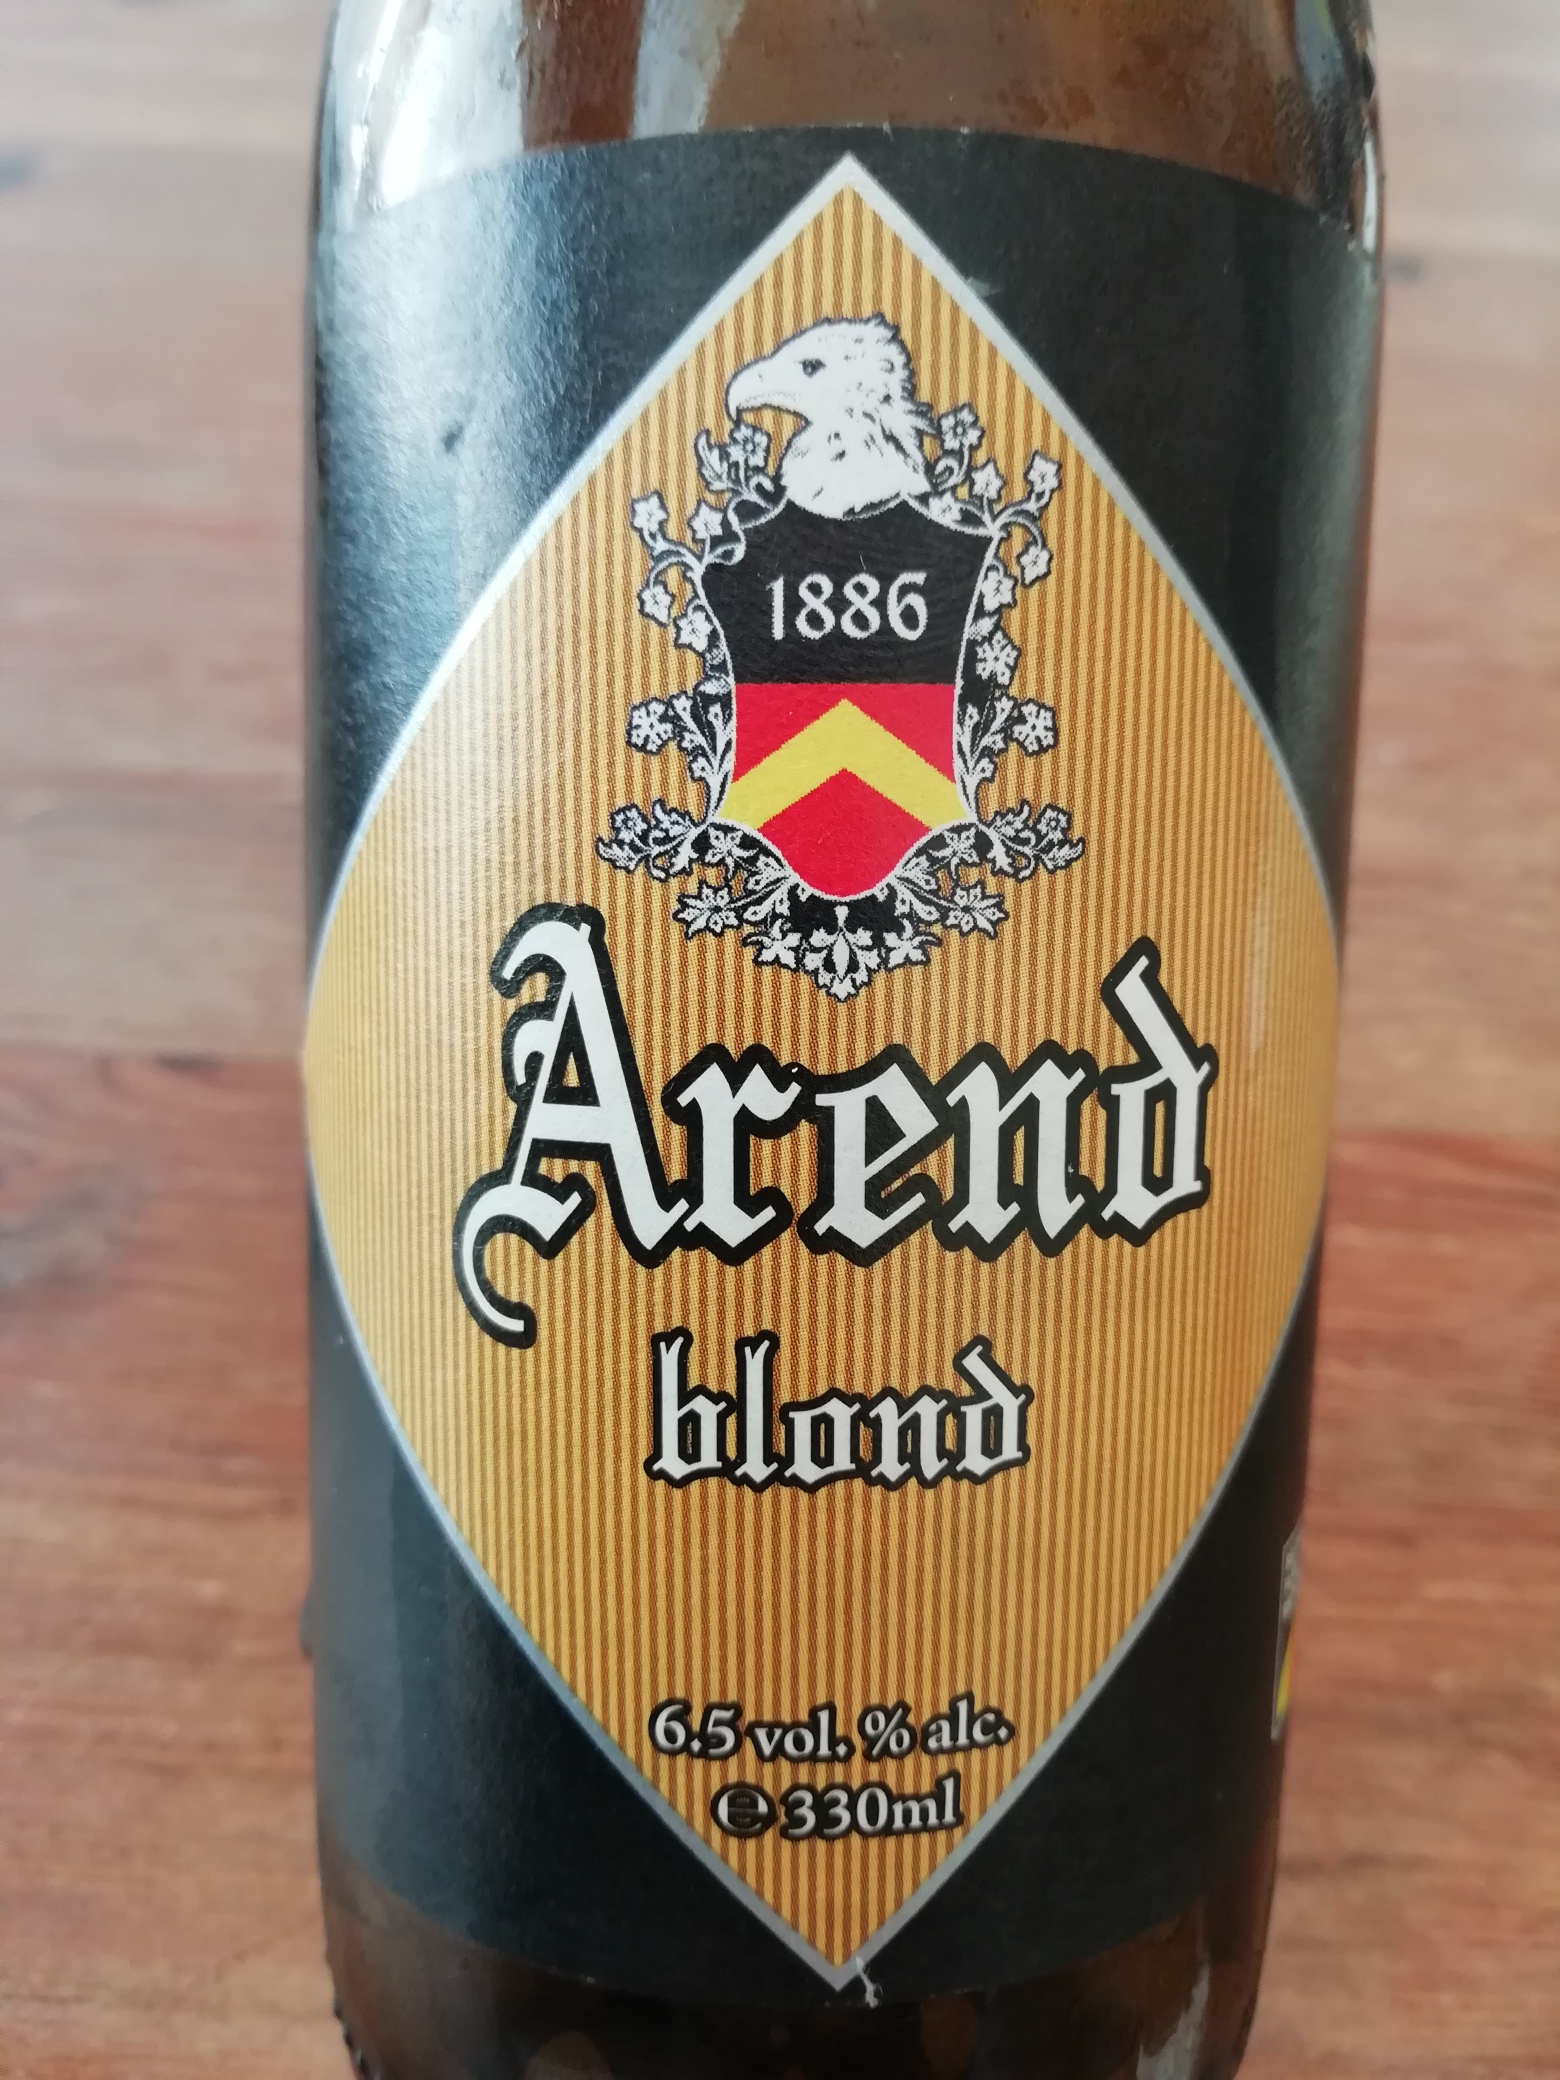 1886
Arend
blond
6.5 vol. % alc.
℮ 330ml